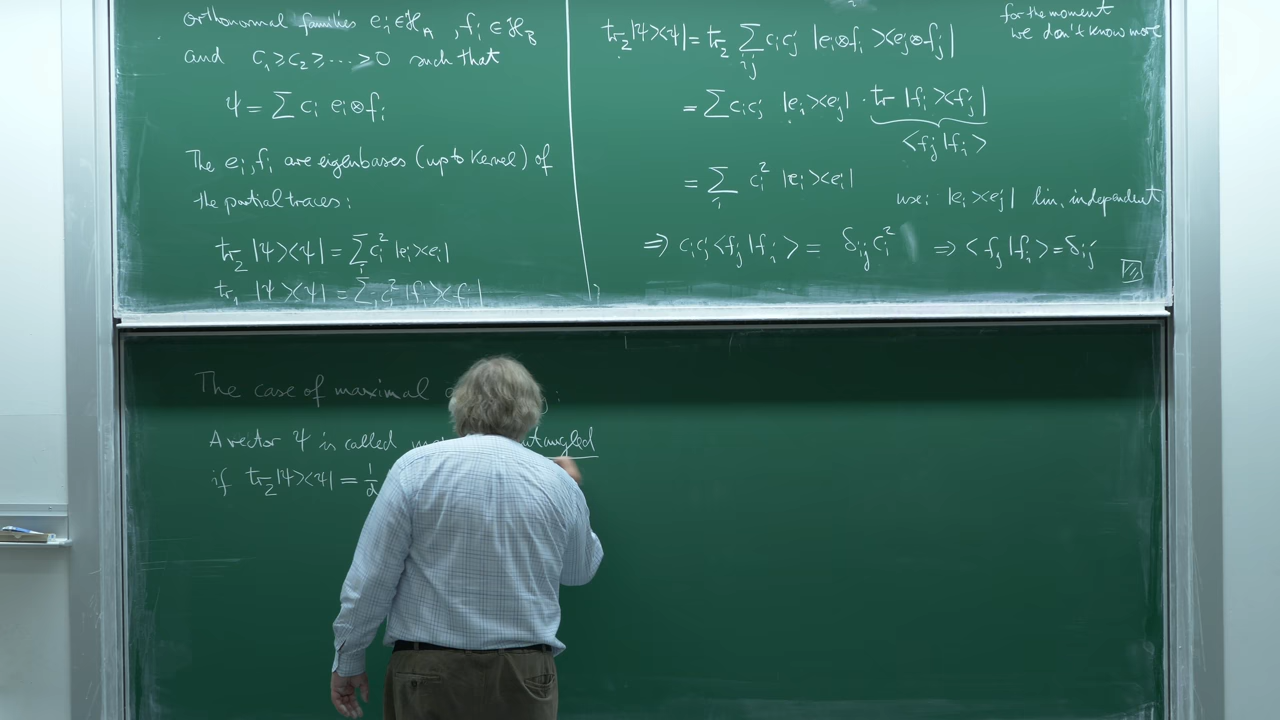 orthonormal families eᵢ ∈ ℋ_A , fᵢ ∈ ℋ_B
and c₁ ≥ c₂ ≥ ⋯ ≥ 0 such that
ψ = ∑ cᵢ eᵢ⊗fᵢ
The eᵢ, fᵢ are eigenbases (up to kernel) of
the partial traces:
tr₂ |ψ><ψ| = ∑ᵢ cᵢ² |eᵢ><eᵢ|
tr₁ |ψ><ψ| = ∑ᵢ cᵢ² |fᵢ><fᵢ|
for the moment
we don't know more
tr₂ |ψ><ψ| = tr₂ ∑ᵢⱼ cᵢcⱼ |eᵢ⊗fᵢ><eⱼ⊗fⱼ|
= ∑ cᵢcⱼ |eᵢ><eⱼ| · tr |fᵢ><fⱼ|
<fⱼ|fᵢ>
= ∑ᵢ cᵢ² |eᵢ><eᵢ|
use: |eᵢ><eⱼ| lin. independent
⇒ cᵢcⱼ <fⱼ|fᵢ> = δᵢⱼ cᵢ² ⇒ <fⱼ|fᵢ> = δᵢⱼ
The case of maximal :
A vector ψ is called entangled
if tr₂ |ψ><ψ| = 1/d